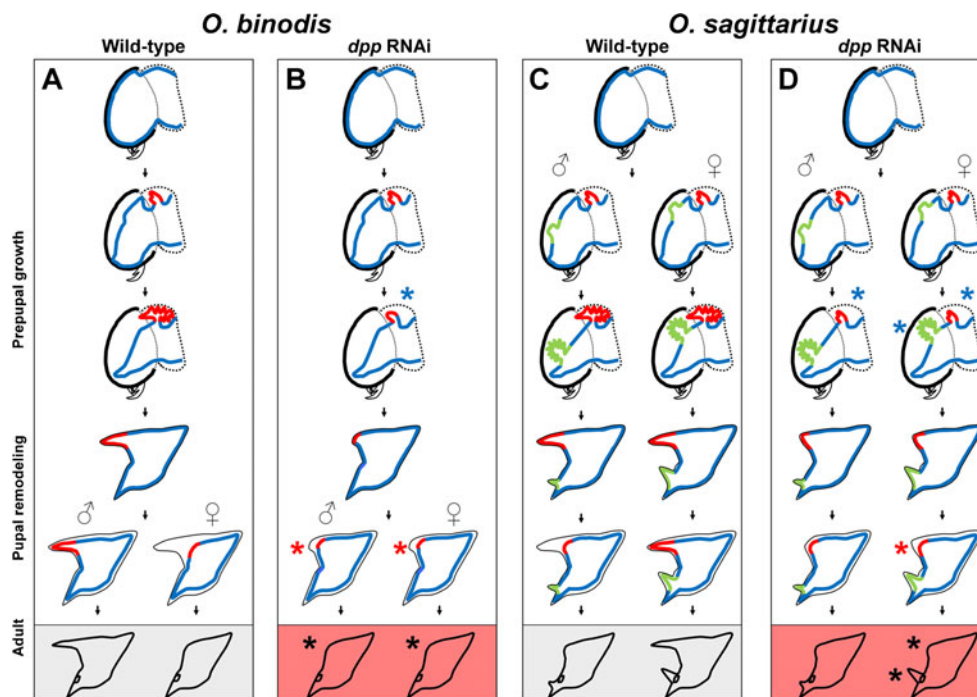 O. binodis O. sagittarius
Wild-type dpp RNAi Wild-type dpp RNAi
A B C D
♂ ♀ ♂ ♀
Prepupal growth
* * *
*
Pupal remodeling
♂ ♀ ♂ ♀
* * *
Adult
* * *
*